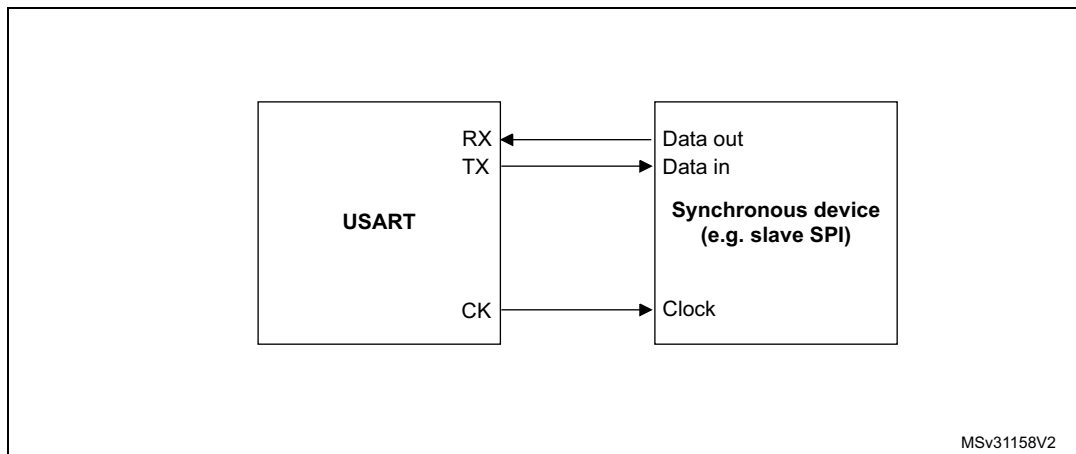 RX
Data out
TX
Data in
USART
Synchronous device
(e.g. slave SPI)
CK
Clock
MSv31158V2